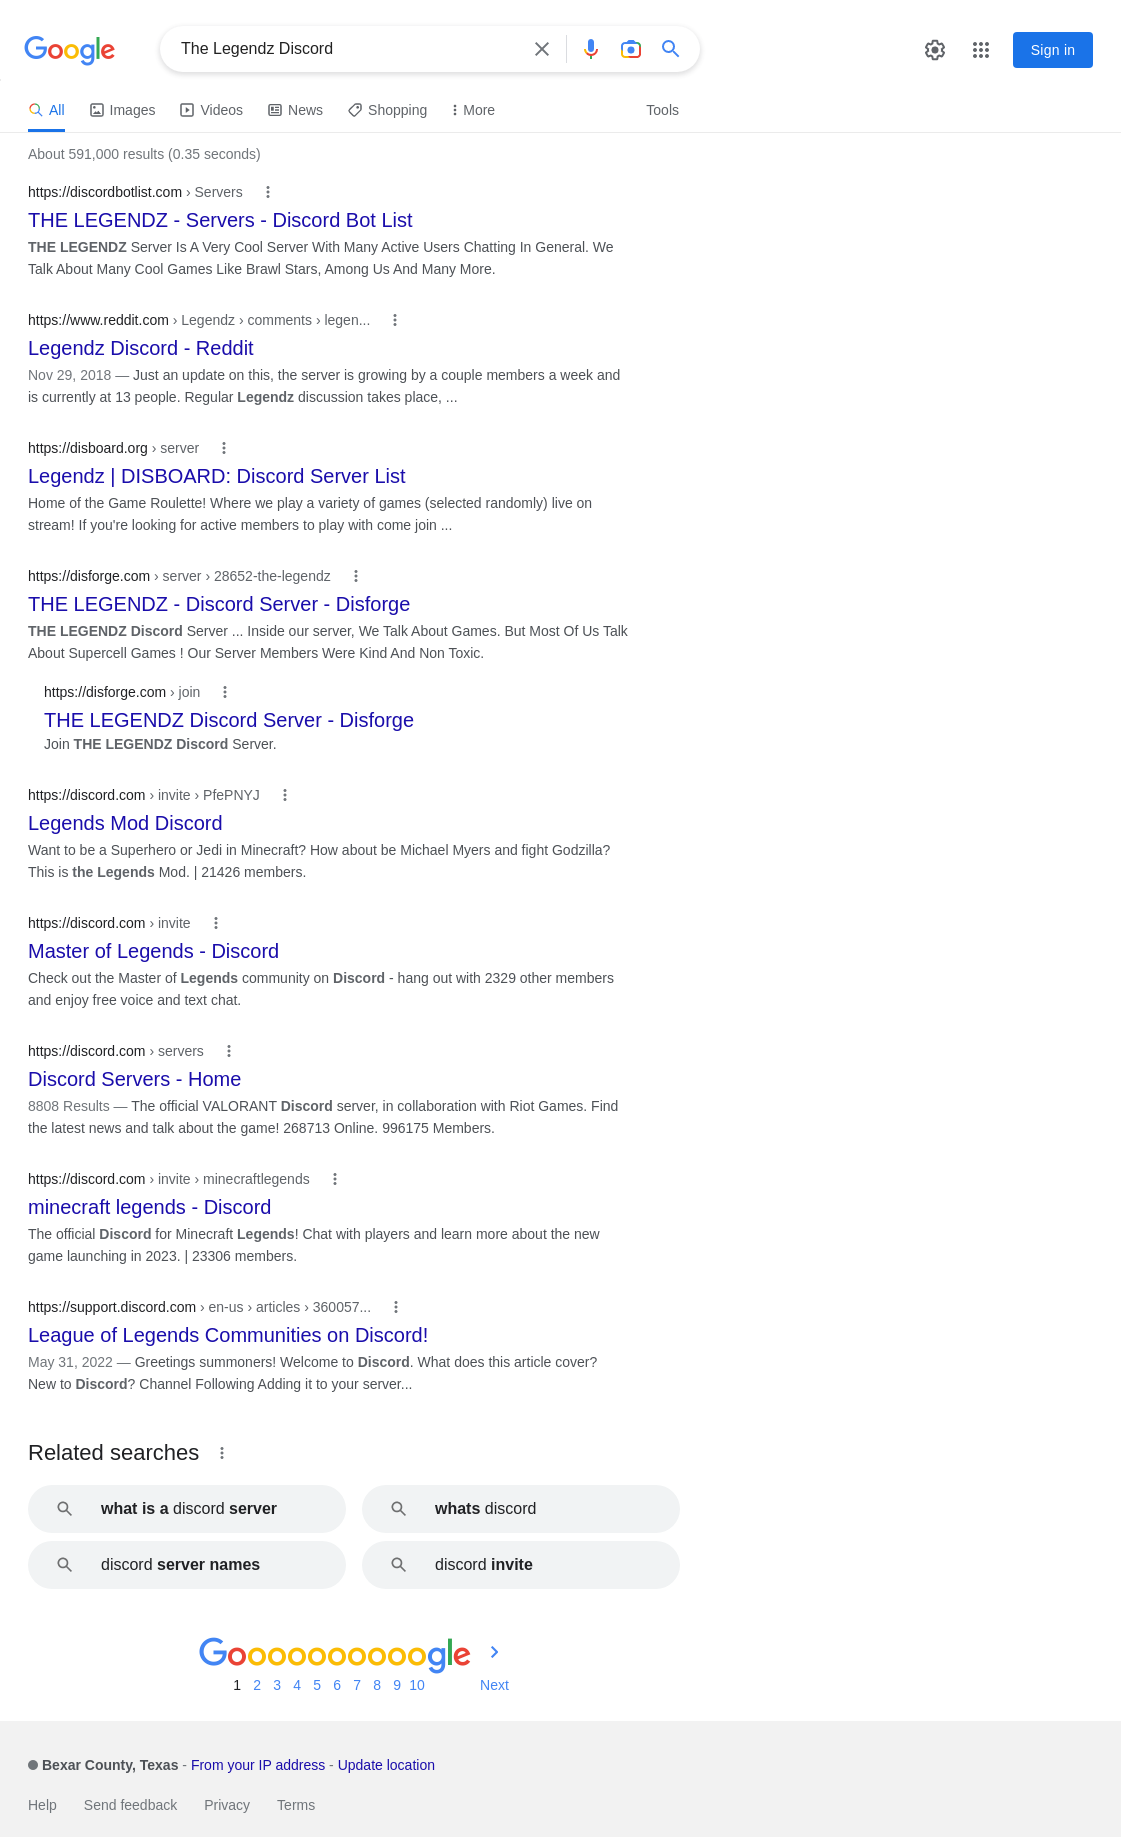 Google
The Legendz Discord
Sign in
All Images Videos News Shopping More Tools
About 591,000 results (0.35 seconds)
https://discordbotlist.com › Servers
THE LEGENDZ - Servers - Discord Bot List
THE LEGENDZ Server Is A Very Cool Server With Many Active Users Chatting In General. We
Talk About Many Cool Games Like Brawl Stars, Among Us And Many More.
https://www.reddit.com › Legendz › comments › legen...
Legendz Discord - Reddit
Nov 29, 2018 — Just an update on this, the server is growing by a couple members a week and
is currently at 13 people. Regular Legendz discussion takes place, ...
https://disboard.org › server
Legendz | DISBOARD: Discord Server List
Home of the Game Roulette! Where we play a variety of games (selected randomly) live on
stream! If you're looking for active members to play with come join ...
https://disforge.com › server › 28652-the-legendz
THE LEGENDZ - Discord Server - Disforge
THE LEGENDZ Discord Server ... Inside our server, We Talk About Games. But Most Of Us Talk
About Supercell Games ! Our Server Members Were Kind And Non Toxic.
https://disforge.com › join
THE LEGENDZ Discord Server - Disforge
Join THE LEGENDZ Discord Server.
https://discord.com › invite › PfePNYJ
Legends Mod Discord
Want to be a Superhero or Jedi in Minecraft? How about be Michael Myers and fight Godzilla?
This is the Legends Mod. | 21426 members.
https://discord.com › invite
Master of Legends - Discord
Check out the Master of Legends community on Discord - hang out with 2329 other members
and enjoy free voice and text chat.
https://discord.com › servers
Discord Servers - Home
8808 Results — The official VALORANT Discord server, in collaboration with Riot Games. Find
the latest news and talk about the game! 268713 Online. 996175 Members.
https://discord.com › invite › minecraftlegends
minecraft legends - Discord
The official Discord for Minecraft Legends! Chat with players and learn more about the new
game launching in 2023. | 23306 members.
https://support.discord.com › en-us › articles › 360057...
League of Legends Communities on Discord!
May 31, 2022 — Greetings summoners! Welcome to Discord. What does this article cover?
New to Discord? Channel Following Adding it to your server...
Related searches
what is a discord server
whats discord
discord server names
discord invite
Goooooooooogle
1 2 3 4 5 6 7 8 9 10 Next
Bexar County, Texas - From your IP address - Update location
Help Send feedback Privacy Terms